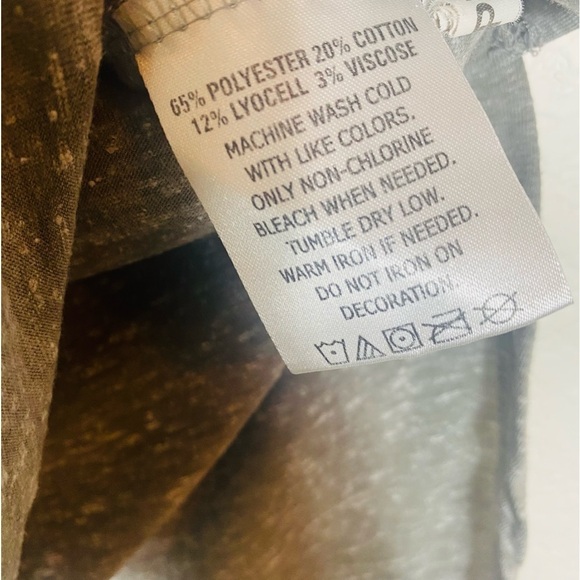 65% POLYESTER 20% COTTON
12% LYOCELL 3% VISCOSE
MACHINE WASH COLD
WITH LIKE COLORS.
ONLY NON-CHLORINE
BLEACH WHEN NEEDED.
TUMBLE DRY LOW.
WARM IRON IF NEEDED.
DO NOT IRON ON
DECORATION.